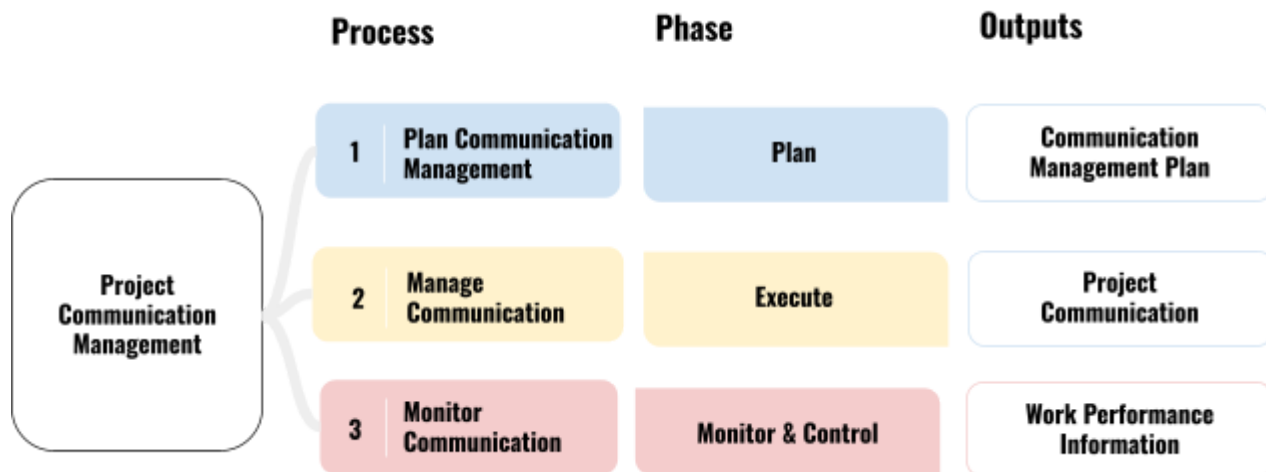 Process
Phase
Outputs
1
Plan Communication
Management
Plan
Communication
Management Plan
Project
Communication
Management
2
Manage
Communication
Execute
Project
Communication
3
Monitor
Communication
Monitor & Control
Work Performance
Information